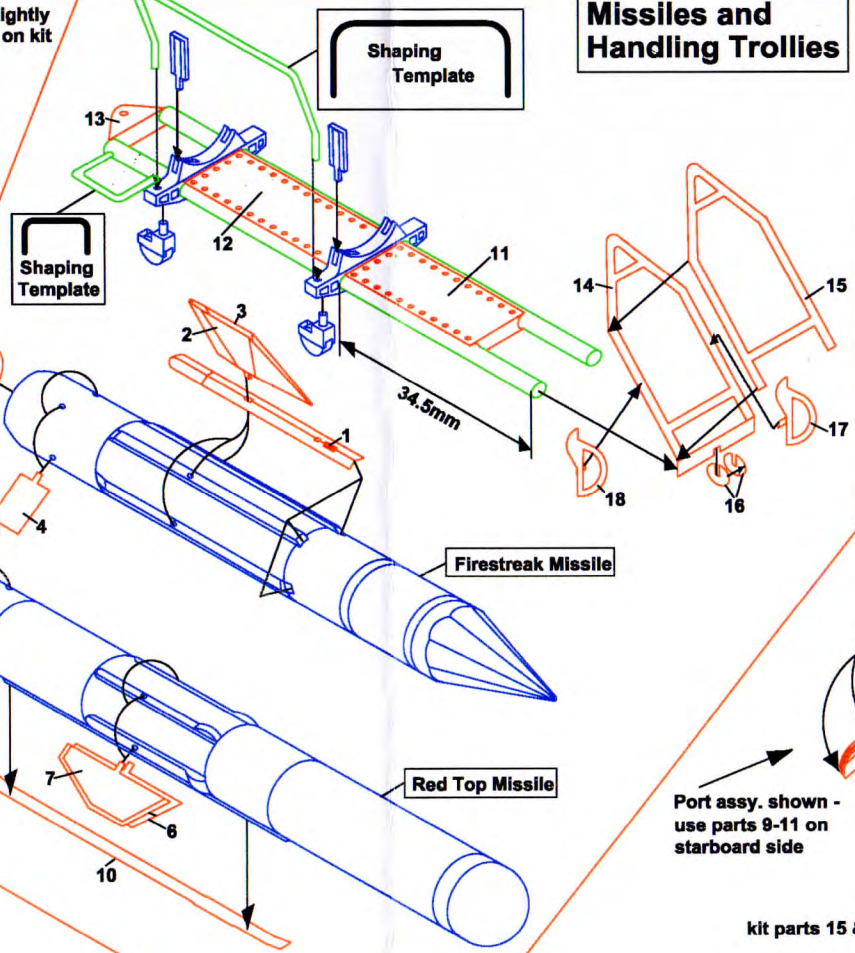 ightly
on kit
Missiles and
Handling Trollies
Shaping
Template
13
12
11
Shaping
Template
14
15
3
2
34.5mm
1
17
18
16
4
Firestreak Missile
7
6
Red Top Missile
10
Port assy. shown -
use parts 9-11 on
starboard side
kit parts 15